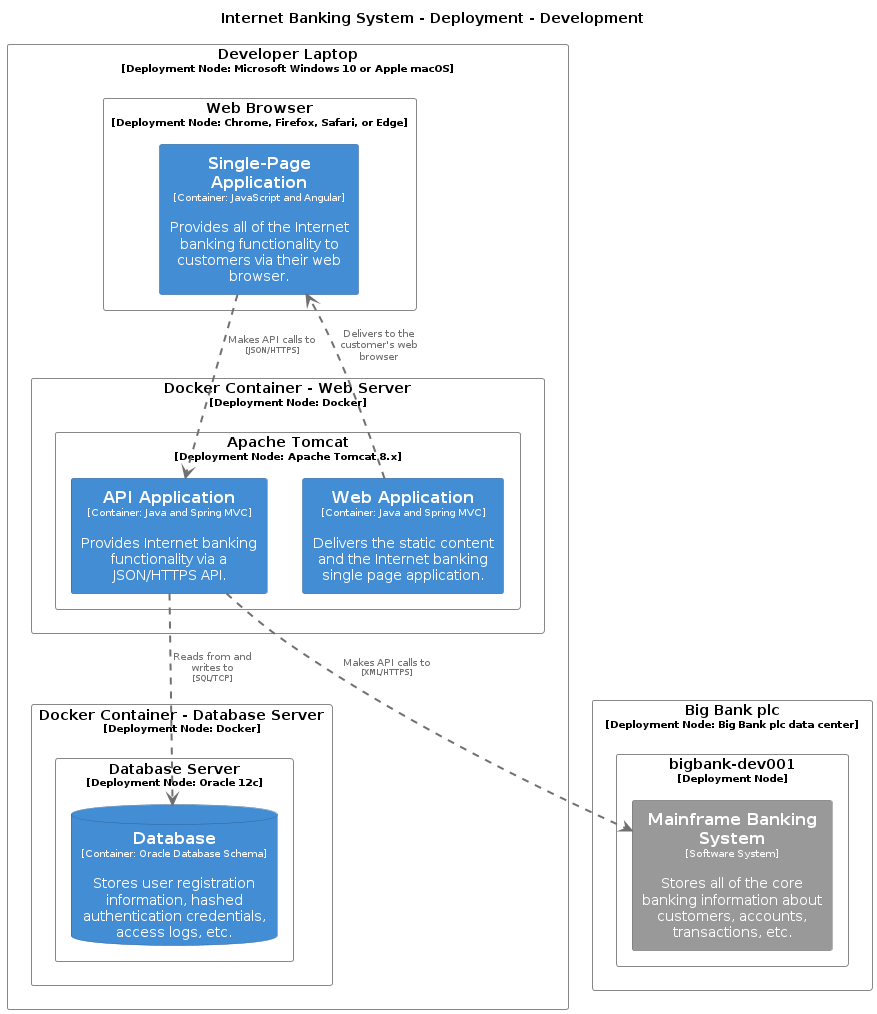 Internet Banking System - Deployment - Development
Developer Laptop
[Deployment Node: Microsoft Windows 10 or Apple macOS]
Web Browser
[Deployment Node: Chrome, Firefox, Safari, or Edge]
Single-Page
Application
[Container: JavaScript and Angular]
Provides all of the Internet
banking functionality to
customers via their web
browser.
Makes API calls to
[JSON/HTTPS]
Delivers to the
customer's web
browser
Docker Container - Web Server
[Deployment Node: Docker]
Apache Tomcat
[Deployment Node: Apache Tomcat 8.x]
API Application
[Container: Java and Spring MVC]
Provides Internet banking
functionality via a
JSON/HTTPS API.
Web Application
[Container: Java and Spring MVC]
Delivers the static content
and the Internet banking
single page application.
Reads from and
writes to
[SQL/TCP]
Makes API calls to
[XML/HTTPS]
Docker Container - Database Server
[Deployment Node: Docker]
Database Server
[Deployment Node: Oracle 12c]
Database
[Container: Oracle Database Schema]
Stores user registration
information, hashed
authentication credentials,
access logs, etc.
Big Bank plc
[Deployment Node: Big Bank plc data center]
bigbank-dev001
[Deployment Node]
Mainframe Banking
System
[Software System]
Stores all of the core
banking information about
customers, accounts,
transactions, etc.